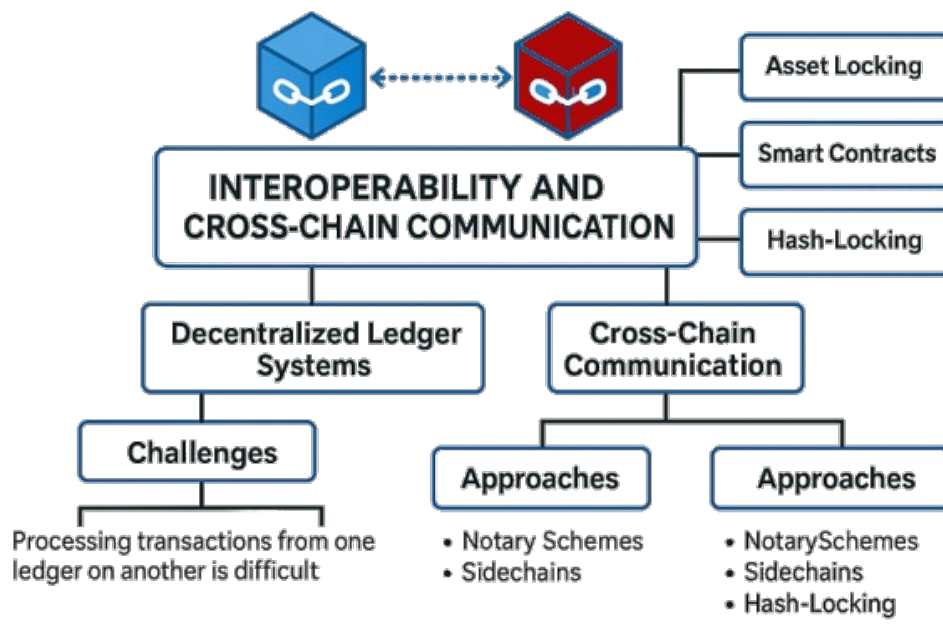 Asset Locking
Smart Contracts
Hash-Locking
INTEROPERABILITY AND
CROSS-CHAIN COMMUNICATION
Decentralized Ledger
Systems
Cross-Chain
Communication
Challenges
Processing transactions from one
ledger on another is difficult
Approaches
• Notary Schemes
• Sidechains
Approaches
• NotarySchemes
• Sidechains
• Hash-Locking